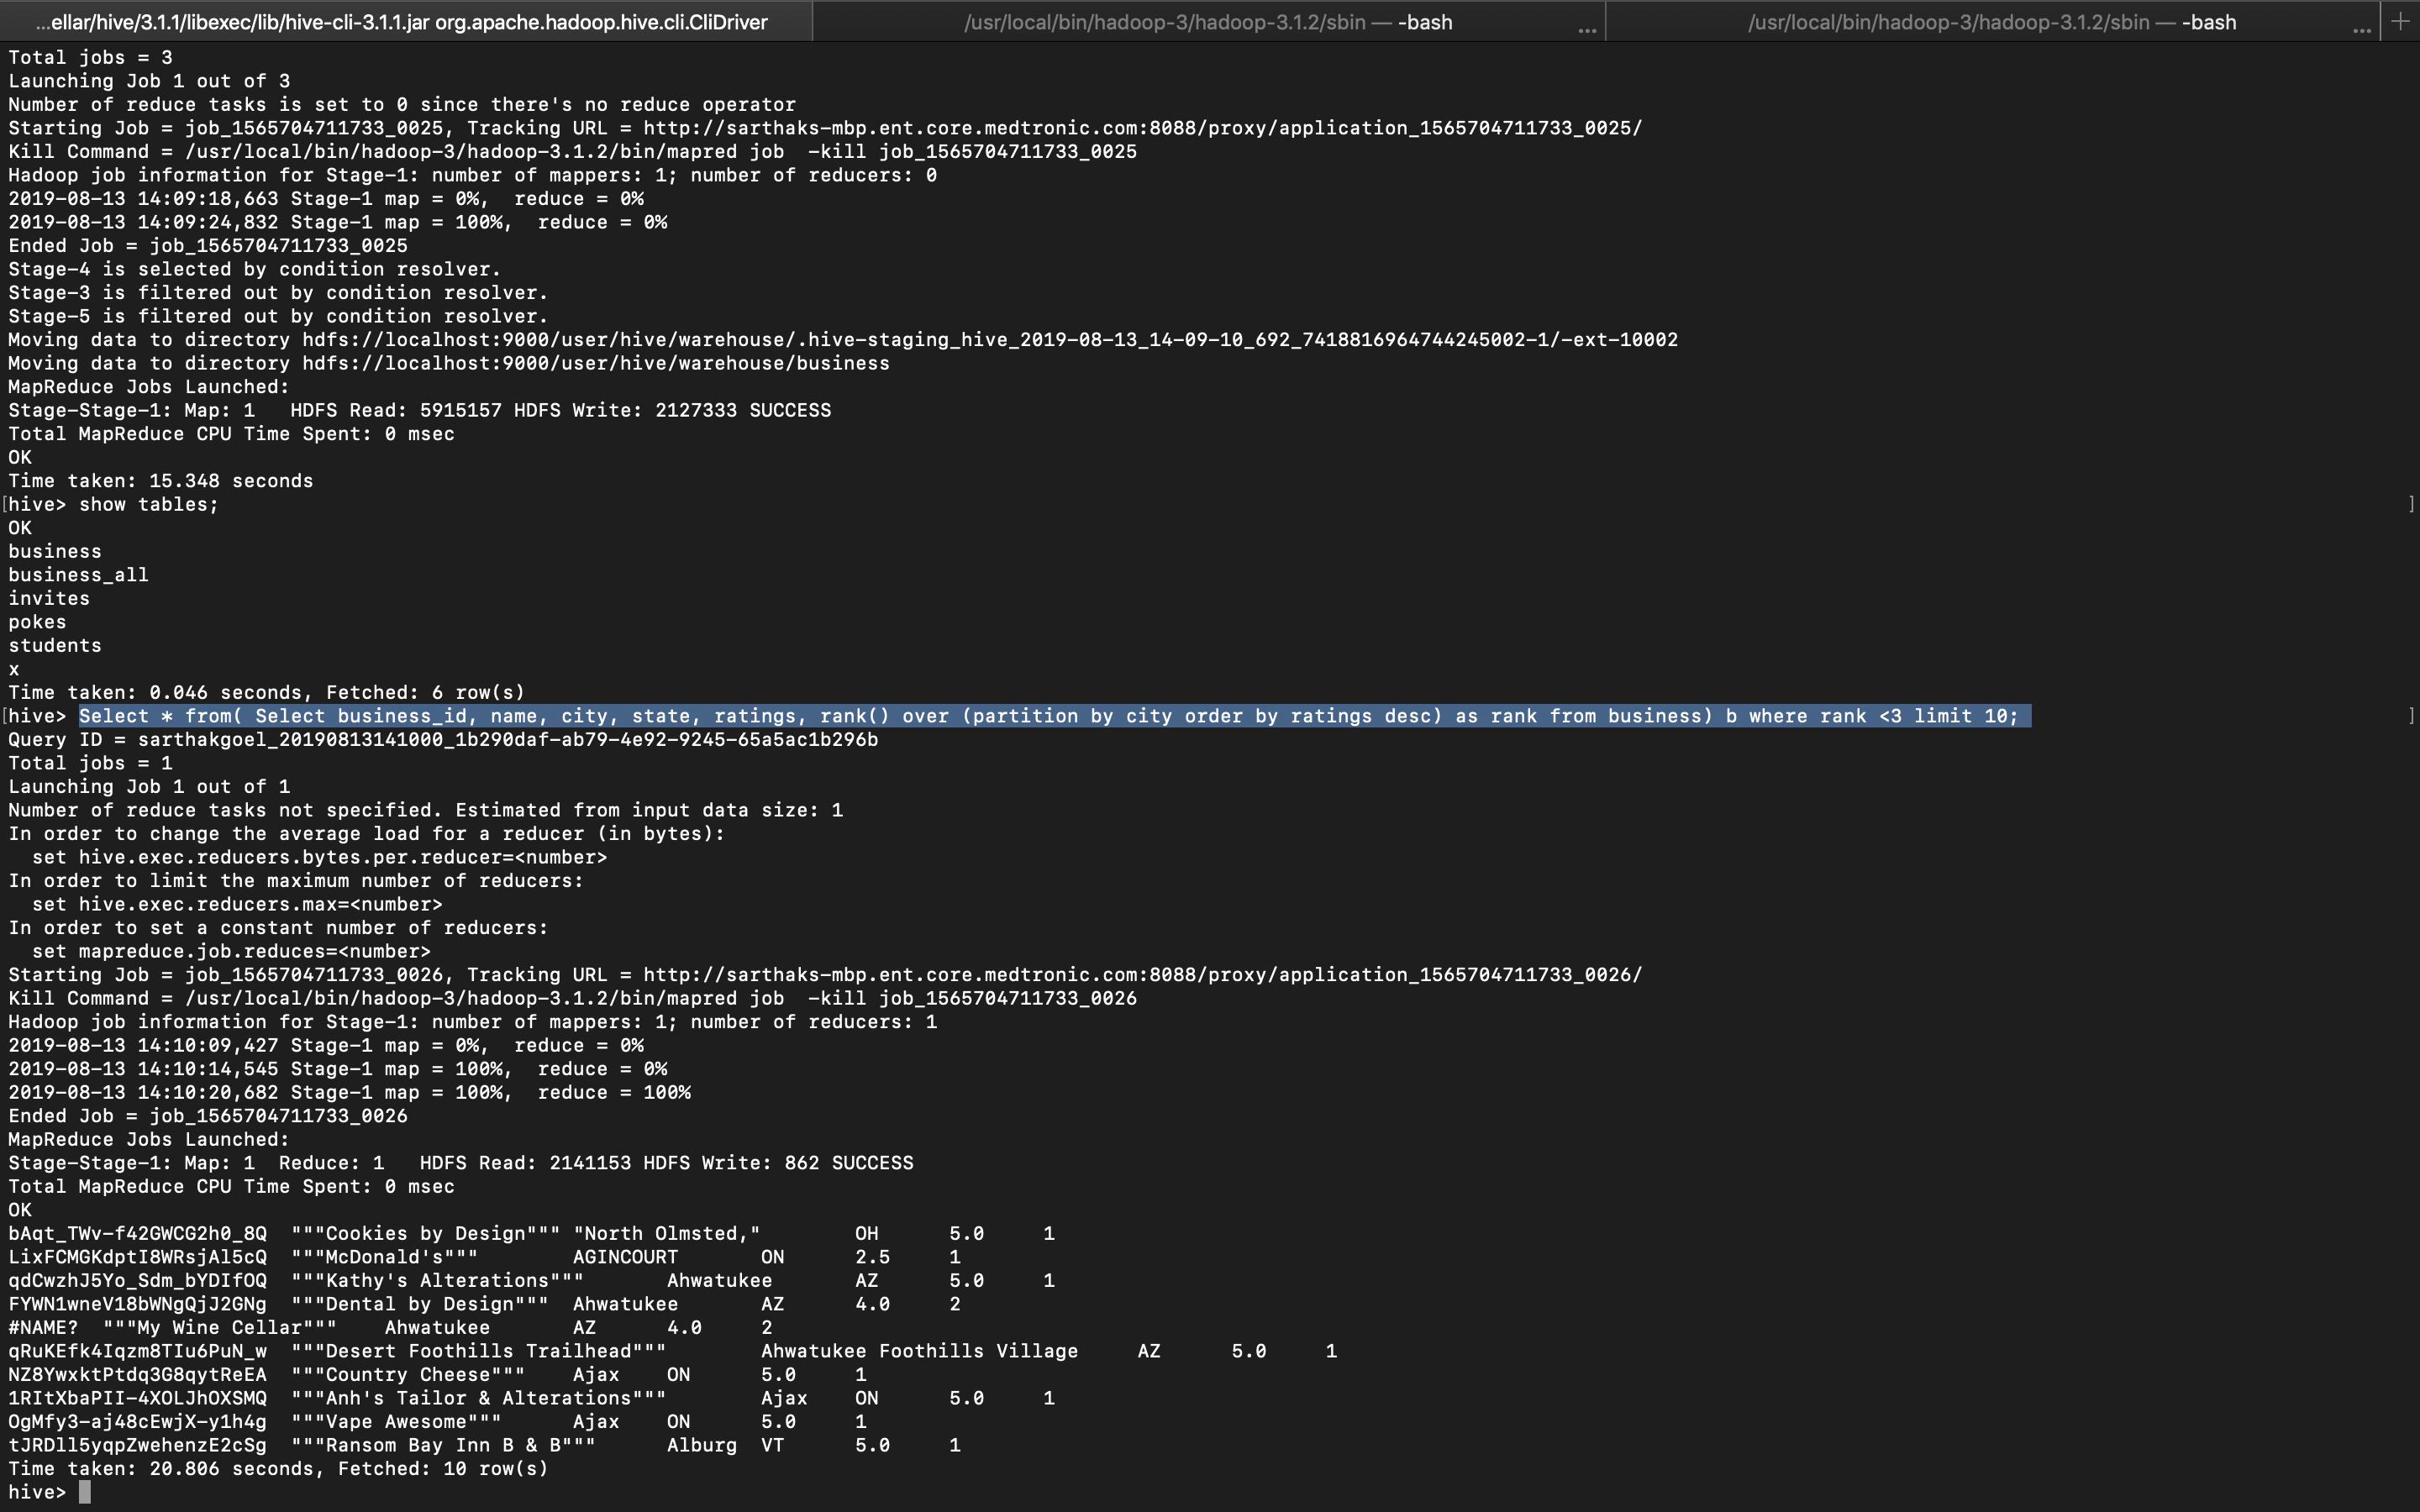 ...ellar/hive/3.1.1/libexec/lib/hive-cli-3.1.1.jar org.apache.hadoop.hive.cli.CliDriver
/usr/local/bin/hadoop-3/hadoop-3.1.2/sbin — -bash ...
/usr/local/bin/hadoop-3/hadoop-3.1.2/sbin — -bash ... +
Total jobs = 3
Launching Job 1 out of 3
Number of reduce tasks is set to 0 since there's no reduce operator
Starting Job = job_1565704711733_0025, Tracking URL = http://sarthaks-mbp.ent.core.medtronic.com:8088/proxy/application_1565704711733_0025/
Kill Command = /usr/local/bin/hadoop-3/hadoop-3.1.2/bin/mapred job  -kill job_1565704711733_0025
Hadoop job information for Stage-1: number of mappers: 1; number of reducers: 0
2019-08-13 14:09:18,663 Stage-1 map = 0%,  reduce = 0%
2019-08-13 14:09:24,832 Stage-1 map = 100%,  reduce = 0%
Ended Job = job_1565704711733_0025
Stage-4 is selected by condition resolver.
Stage-3 is filtered out by condition resolver.
Stage-5 is filtered out by condition resolver.
Moving data to directory hdfs://localhost:9000/user/hive/warehouse/.hive-staging_hive_2019-08-13_14-09-10_692_7418816964744245002-1/-ext-10002
Moving data to directory hdfs://localhost:9000/user/hive/warehouse/business
MapReduce Jobs Launched:
Stage-Stage-1: Map: 1   HDFS Read: 5915157 HDFS Write: 2127333 SUCCESS
Total MapReduce CPU Time Spent: 0 msec
OK
Time taken: 15.348 seconds
[hive> show tables; ]
OK
business
business_all
invites
pokes
students
x
Time taken: 0.046 seconds, Fetched: 6 row(s)
[hive> Select * from( Select business_id, name, city, state, ratings, rank() over (partition by city order by ratings desc) as rank from business) b where rank <3 limit 10; ]
Query ID = sarthakgoel_20190813141000_1b290daf-ab79-4e92-9245-65a5ac1b296b
Total jobs = 1
Launching Job 1 out of 1
Number of reduce tasks not specified. Estimated from input data size: 1
In order to change the average load for a reducer (in bytes):
  set hive.exec.reducers.bytes.per.reducer=<number>
In order to limit the maximum number of reducers:
  set hive.exec.reducers.max=<number>
In order to set a constant number of reducers:
  set mapreduce.job.reduces=<number>
Starting Job = job_1565704711733_0026, Tracking URL = http://sarthaks-mbp.ent.core.medtronic.com:8088/proxy/application_1565704711733_0026/
Kill Command = /usr/local/bin/hadoop-3/hadoop-3.1.2/bin/mapred job  -kill job_1565704711733_0026
Hadoop job information for Stage-1: number of mappers: 1; number of reducers: 1
2019-08-13 14:10:09,427 Stage-1 map = 0%,  reduce = 0%
2019-08-13 14:10:14,545 Stage-1 map = 100%,  reduce = 0%
2019-08-13 14:10:20,682 Stage-1 map = 100%,  reduce = 100%
Ended Job = job_1565704711733_0026
MapReduce Jobs Launched:
Stage-Stage-1: Map: 1  Reduce: 1   HDFS Read: 2141153 HDFS Write: 862 SUCCESS
Total MapReduce CPU Time Spent: 0 msec
OK
bAqt_TWv-f42GWCG2h0_8Q  """Cookies by Design""" "North Olmsted,"        OH      5.0     1
LixFCMGKdptI8WRsjAl5cQ  """McDonald's"""        AGINCOURT       ON      2.5     1
qdCwzhJ5Yo_Sdm_bYDIfOQ  """Kathy's Alterations"""       Ahwatukee       AZ      5.0     1
FYWN1wneV18bWNgQjJ2GNg  """Dental by Design"""  Ahwatukee       AZ      4.0     2
#NAME?  """My Wine Cellar"""    Ahwatukee       AZ      4.0     2
qRuKEfk4Iqzm8TIu6PuN_w  """Desert Foothills Trailhead"""        Ahwatukee Foothills Village     AZ      5.0     1
NZ8YwxktPtdq3G8qytReEA  """Country Cheese"""    Ajax    ON      5.0     1
1RItXbaPII-4XOLJhOXSMQ  """Anh's Tailor & Alterations"""        Ajax    ON      5.0     1
OgMfy3-aj48cEwjX-y1h4g  """Vape Awesome"""      Ajax    ON      5.0     1
tJRDll5yqpZwehenzE2cSg  """Ransom Bay Inn B & B"""      Alburg  VT      5.0     1
Time taken: 20.806 seconds, Fetched: 10 row(s)
hive>